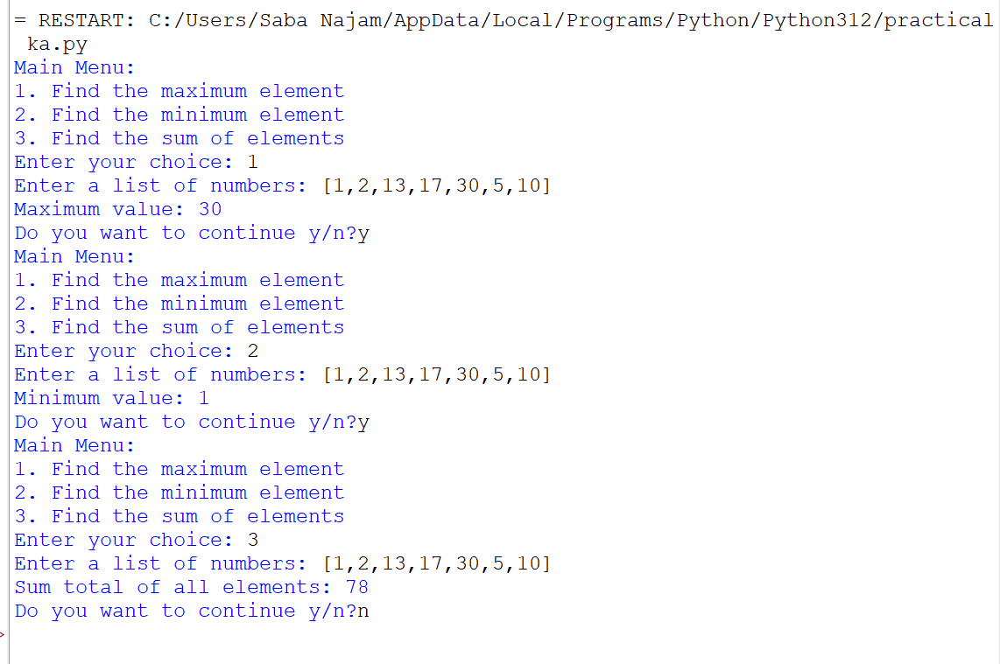 = RESTART: C:/Users/Saba Najam/AppData/Local/Programs/Python/Python312/practical
ka.py
Main Menu:
1. Find the maximum element
2. Find the minimum element
3. Find the sum of elements
Enter your choice: 1
Enter a list of numbers: [1,2,13,17,30,5,10]
Maximum value: 30
Do you want to continue y/n?y
Main Menu:
1. Find the maximum element
2. Find the minimum element
3. Find the sum of elements
Enter your choice: 2
Enter a list of numbers: [1,2,13,17,30,5,10]
Minimum value: 1
Do you want to continue y/n?y
Main Menu:
1. Find the maximum element
2. Find the minimum element
3. Find the sum of elements
Enter your choice: 3
Enter a list of numbers: [1,2,13,17,30,5,10]
Sum total of all elements: 78
Do you want to continue y/n?n
>